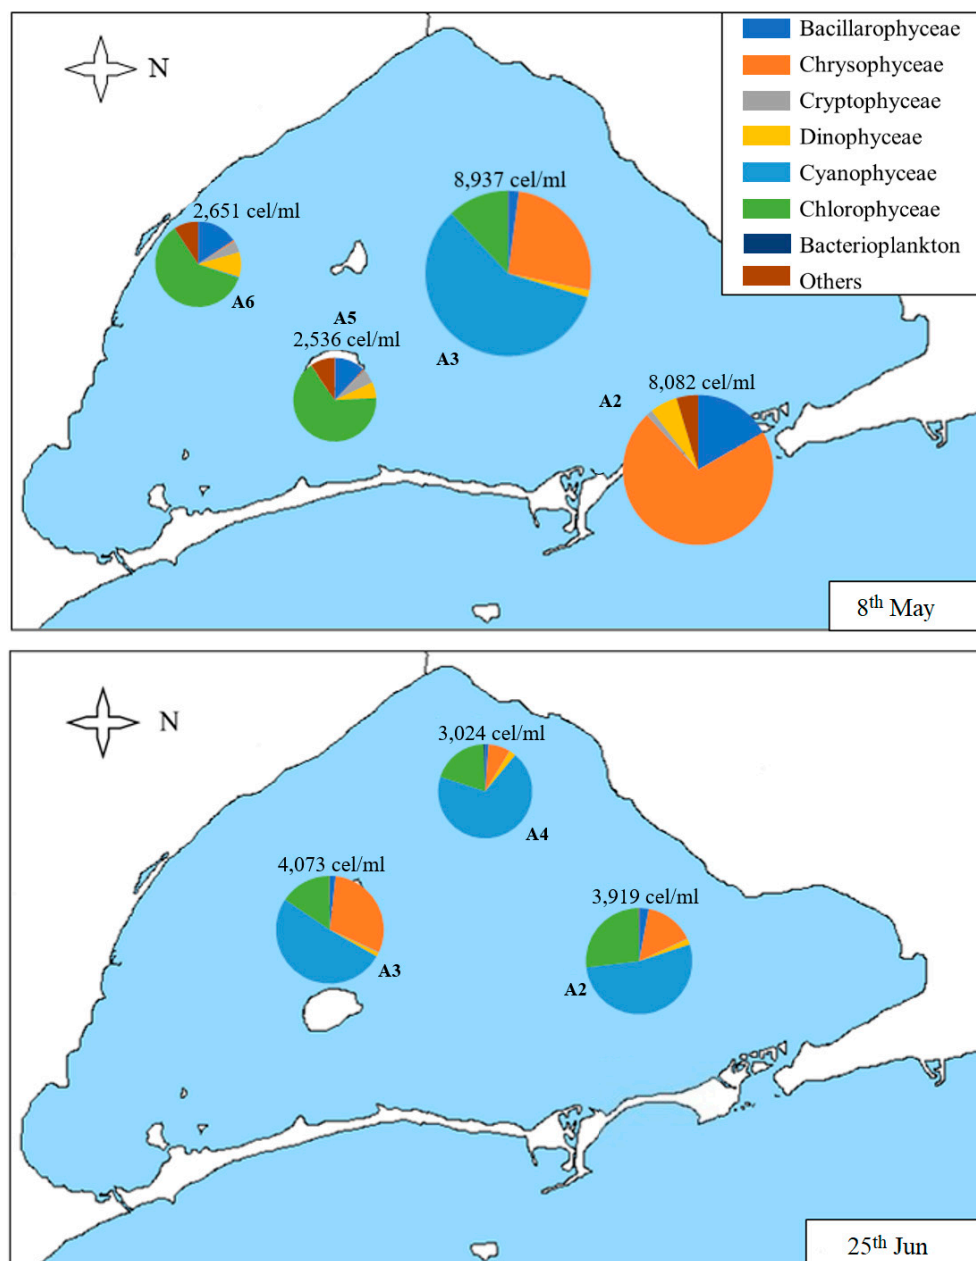 N
Bacillarophyceae
Chrysophyceae
Cryptophyceae
Dinophyceae
Cyanophyceae
Chlorophyceae
Bacterioplankton
Others
8,937 cel/ml
2,651 cel/ml
A6
A5
2,536 cel/ml
A3
8,082 cel/ml
A2
8th May
N
3,024 cel/ml
A4
4,073 cel/ml
A3
3,919 cel/ml
A2
25th Jun